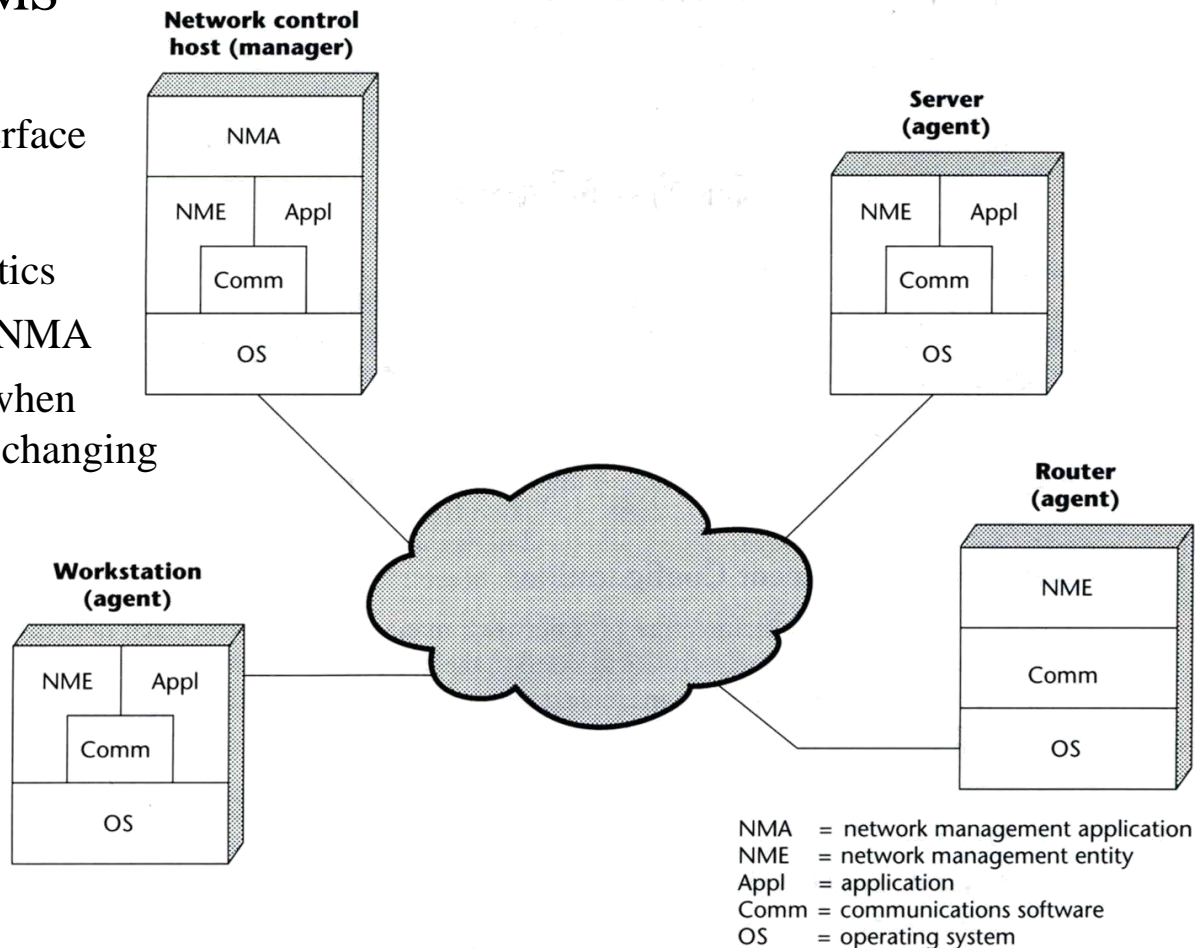 MS
erface
tics
NMA
when
changing
Network control
host (manager)
NMA
NME Appl
Comm
OS
Server
(agent)
NME Appl
Comm
OS
Workstation
(agent)
NME Appl
Comm
OS
Router
(agent)
NME
Comm
OS
NMA = network management application
NME = network management entity
Appl = application
Comm = communications software
OS = operating system